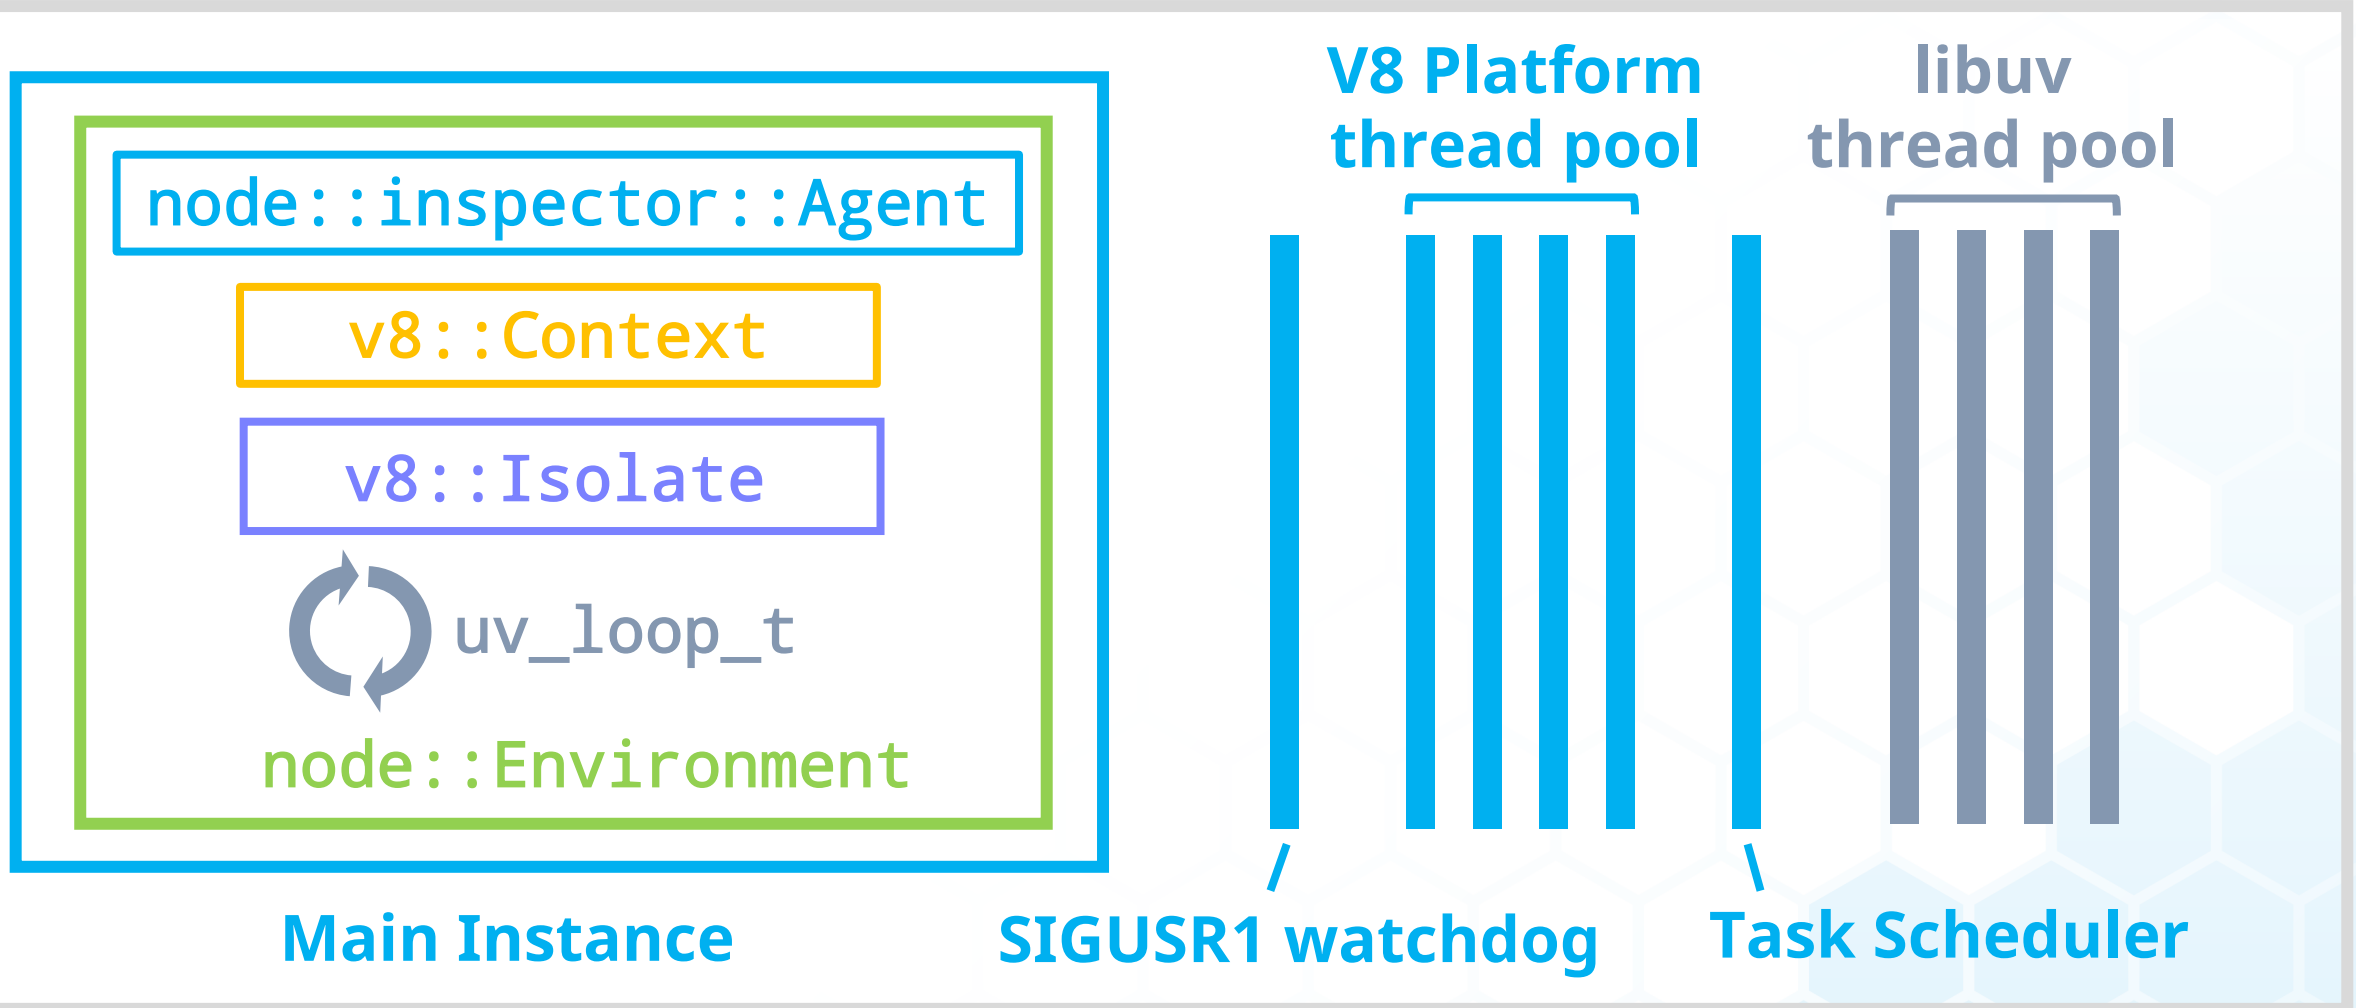 node::inspector::Agent
v8::Context
v8::Isolate
uv_loop_t
node::Environment
Main Instance
V8 Platform
thread pool
libuv
thread pool
SIGUSR1 watchdog
Task Scheduler